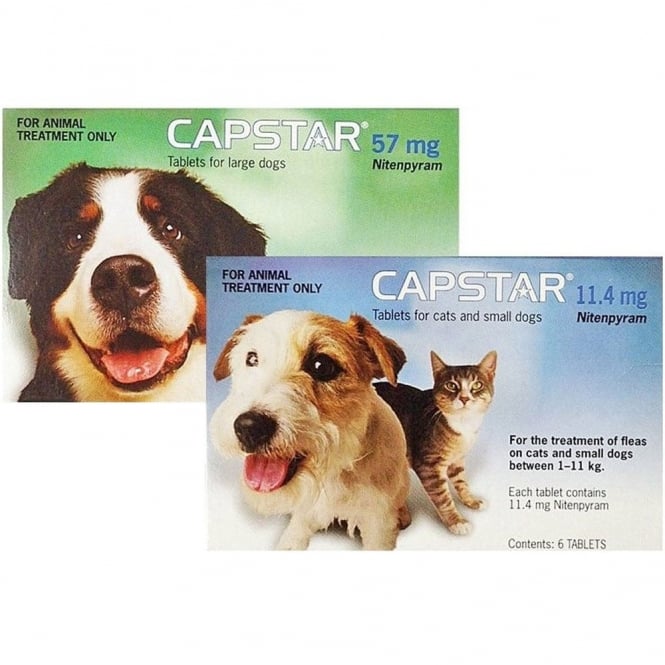 FOR ANIMAL
TREATMENT ONLY
CAPSTAR® 57 mg
Nitenpyram
Tablets for large dogs
FOR ANIMAL
TREATMENT ONLY
CAPSTAR® 11.4 mg
Nitenpyram
Tablets for cats and small dogs
For the treatment of fleas
on cats and small dogs
between 1–11 kg.
Each tablet contains
11.4 mg Nitenpyram
Contents: 6 TABLETS